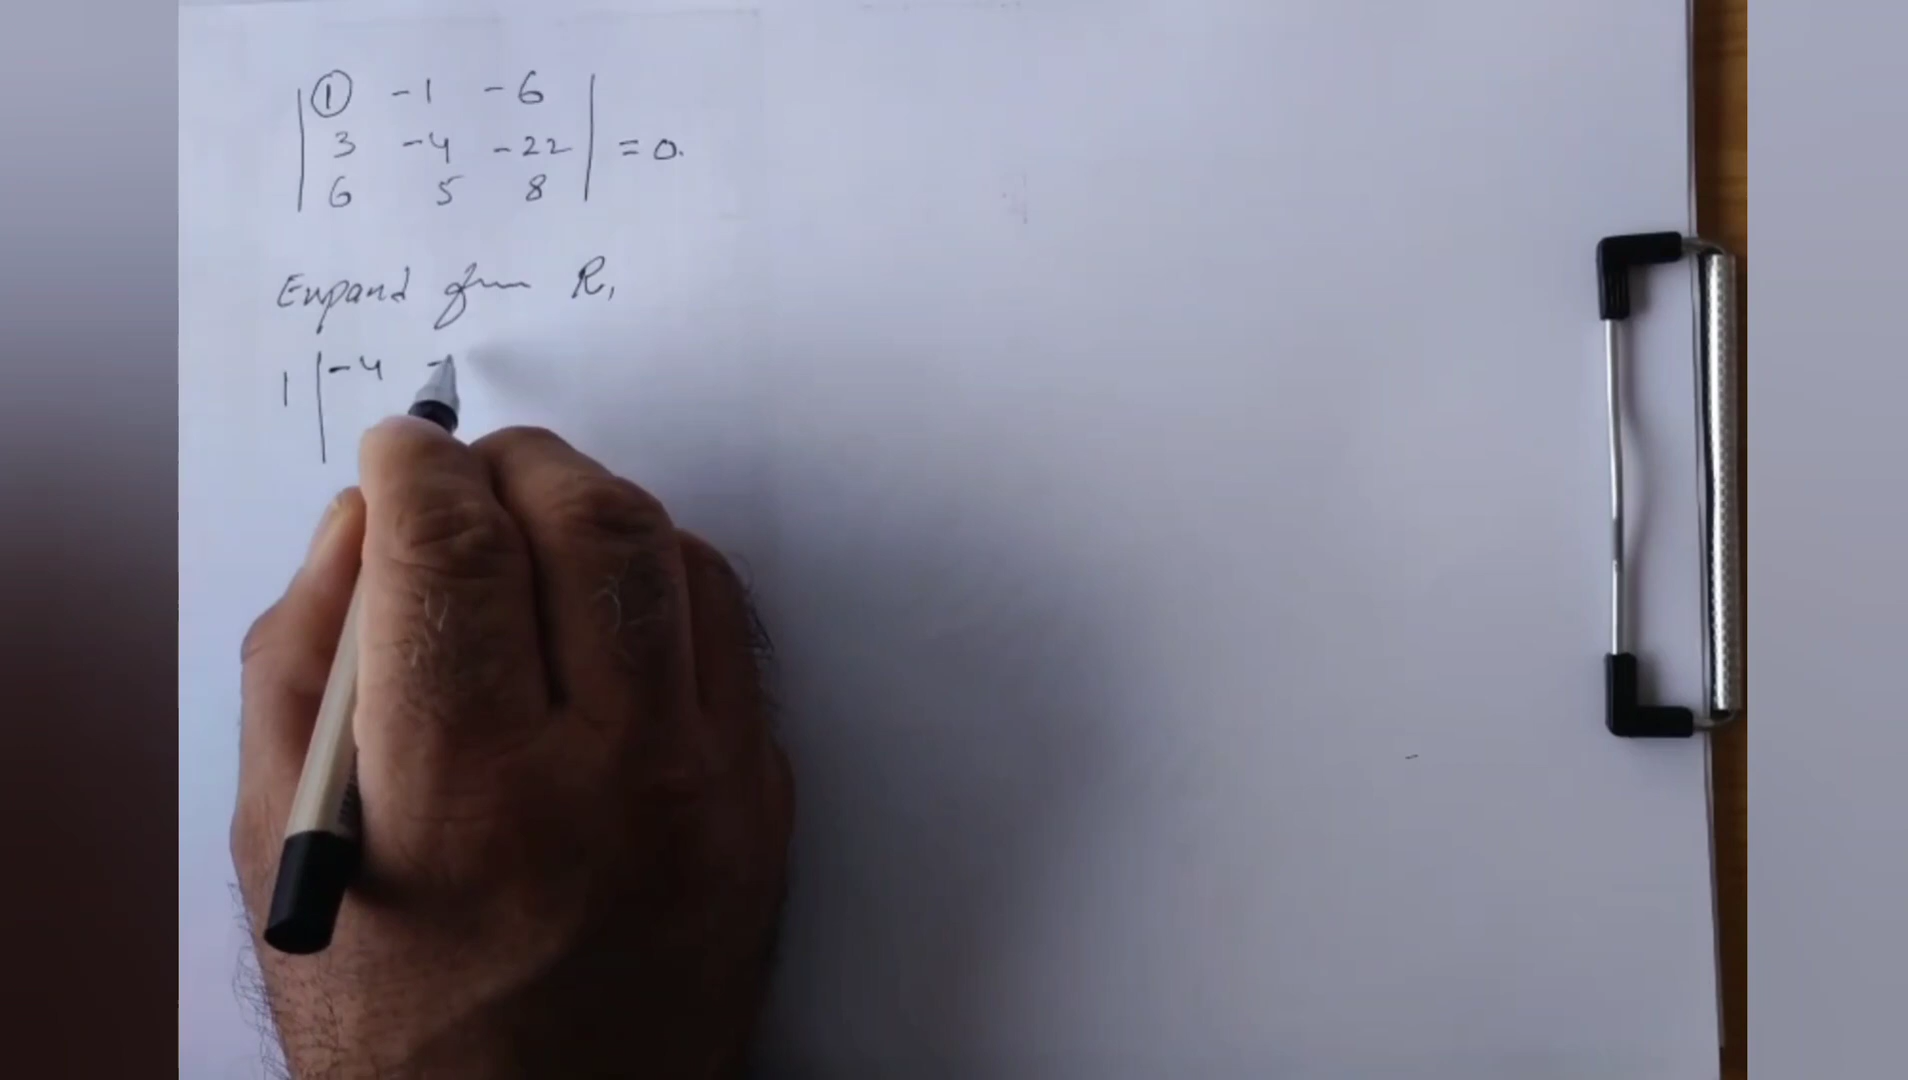 | 1 -1 -6 |
| 3 -4 -22 | = 0.
| 6 5 8 |
Expand from R₁
1 | -4 -